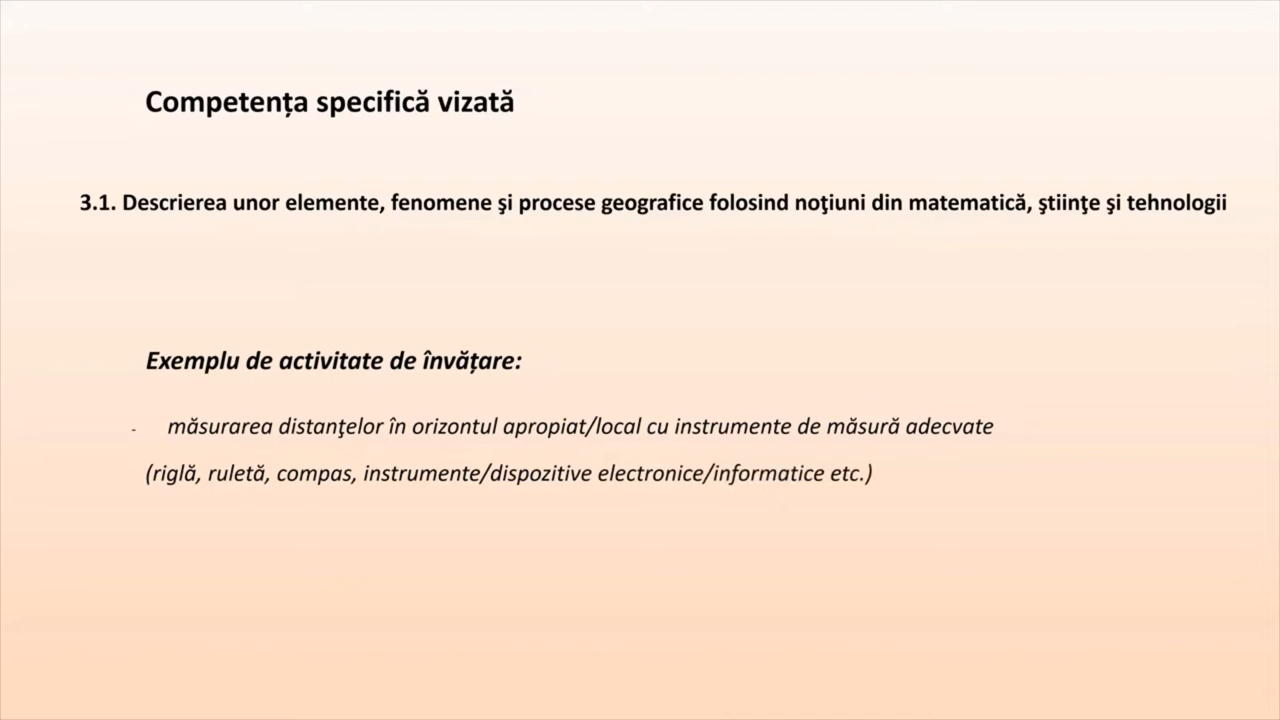 Competența specifică vizată
3.1. Descrierea unor elemente, fenomene şi procese geografice folosind noţiuni din matematică, ştiinţe şi tehnologii
Exemplu de activitate de învățare:
- măsurarea distanţelor în orizontul apropiat/local cu instrumente de măsură adecvate
(riglă, ruletă, compas, instrumente/dispozitive electronice/informatice etc.)